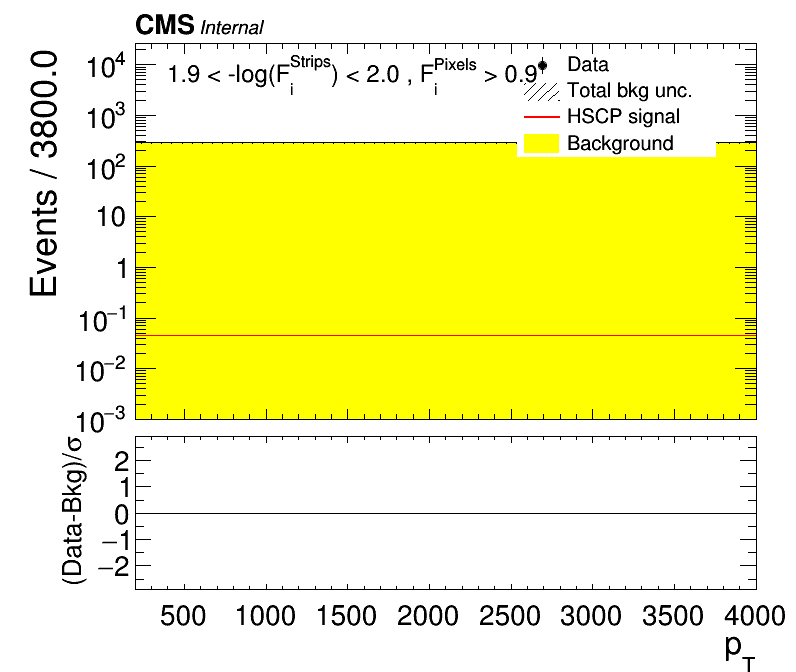 CMS Internal
1.9 < -log(F_i^Strips) < 2.0 , F_i^Pixels > 0.9
Data
Total bkg unc.
HSCP signal
Background
Events / 3800.0
10^4
10^3
10^2
10
1
10^−1
10^−2
10^−3
(Data-Bkg)/σ
2
1
0
−1
−2
500 1000 1500 2000 2500 3000 3500 4000
p_T